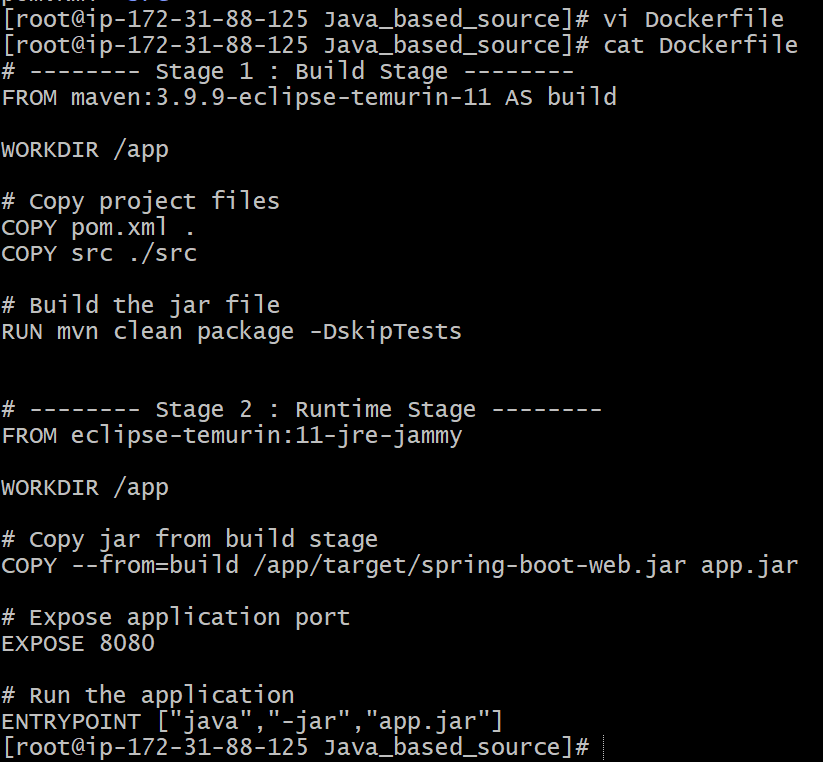 [root@ip-172-31-88-125 Java_based_source]# vi Dockerfile
[root@ip-172-31-88-125 Java_based_source]# cat Dockerfile
# -------- Stage 1 : Build Stage --------
FROM maven:3.9.9-eclipse-temurin-11 AS build

WORKDIR /app

# Copy project files
COPY pom.xml .
COPY src ./src

# Build the jar file
RUN mvn clean package -DskipTests


# -------- Stage 2 : Runtime Stage --------
FROM eclipse-temurin:11-jre-jammy

WORKDIR /app

# Copy jar from build stage
COPY --from=build /app/target/spring-boot-web.jar app.jar

# Expose application port
EXPOSE 8080

# Run the application
ENTRYPOINT ["java","-jar","app.jar"]
[root@ip-172-31-88-125 Java_based_source]#